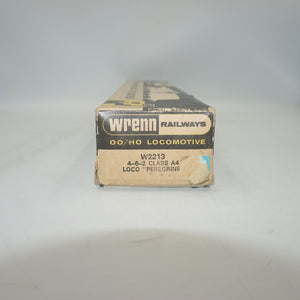 wrenn RAILWAYS
OO/HO LOCOMOTIVE
W2213
4-6-2 CLASS A4
LOCO "PEREGRINE